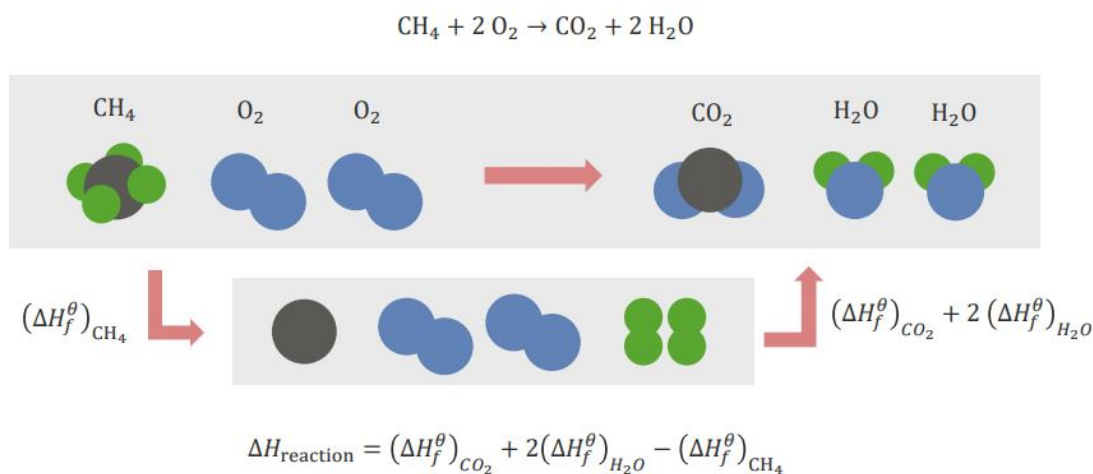 CH₄ + 2 O₂ → CO₂ + 2 H₂O
CH₄ O₂ O₂ CO₂ H₂O H₂O
(ΔH_f^θ)_CH₄ (ΔH_f^θ)_CO₂ + 2 (ΔH_f^θ)_H₂O
ΔH_reaction = (ΔH_f^θ)_CO₂ + 2(ΔH_f^θ)_H₂O − (ΔH_f^θ)_CH₄